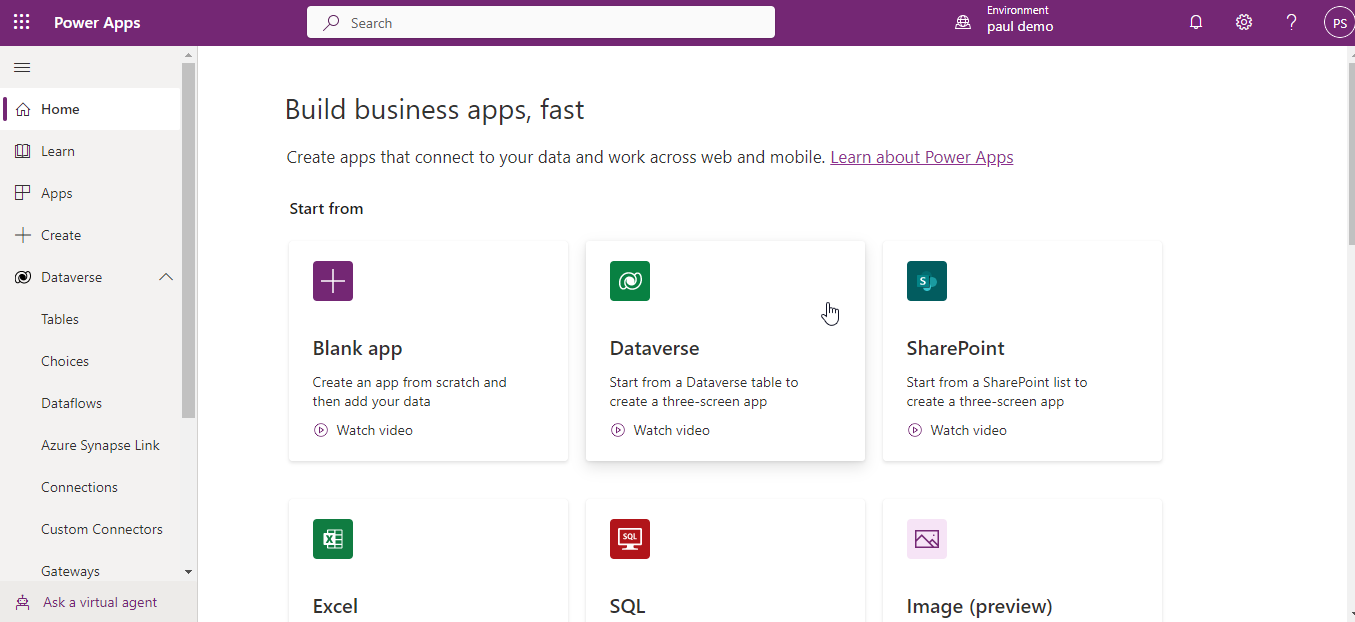 Power Apps
Search
Environment
paul demo
?
PS
Home
Learn
Apps
Create
Dataverse
Tables
Choices
Dataflows
Azure Synapse Link
Connections
Custom Connectors
Gateways
Ask a virtual agent
Build business apps, fast
Create apps that connect to your data and work across web and mobile. Learn about Power Apps
Start from
Blank app
Create an app from scratch and
then add your data
Watch video
Dataverse
Start from a Dataverse table to
create a three-screen app
Watch video
S
SharePoint
Start from a SharePoint list to
create a three-screen app
Watch video
X
Excel
SQL
SQL
Image (preview)